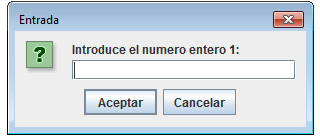 Entrada
Introduce el numero entero 1:
Aceptar Cancelar